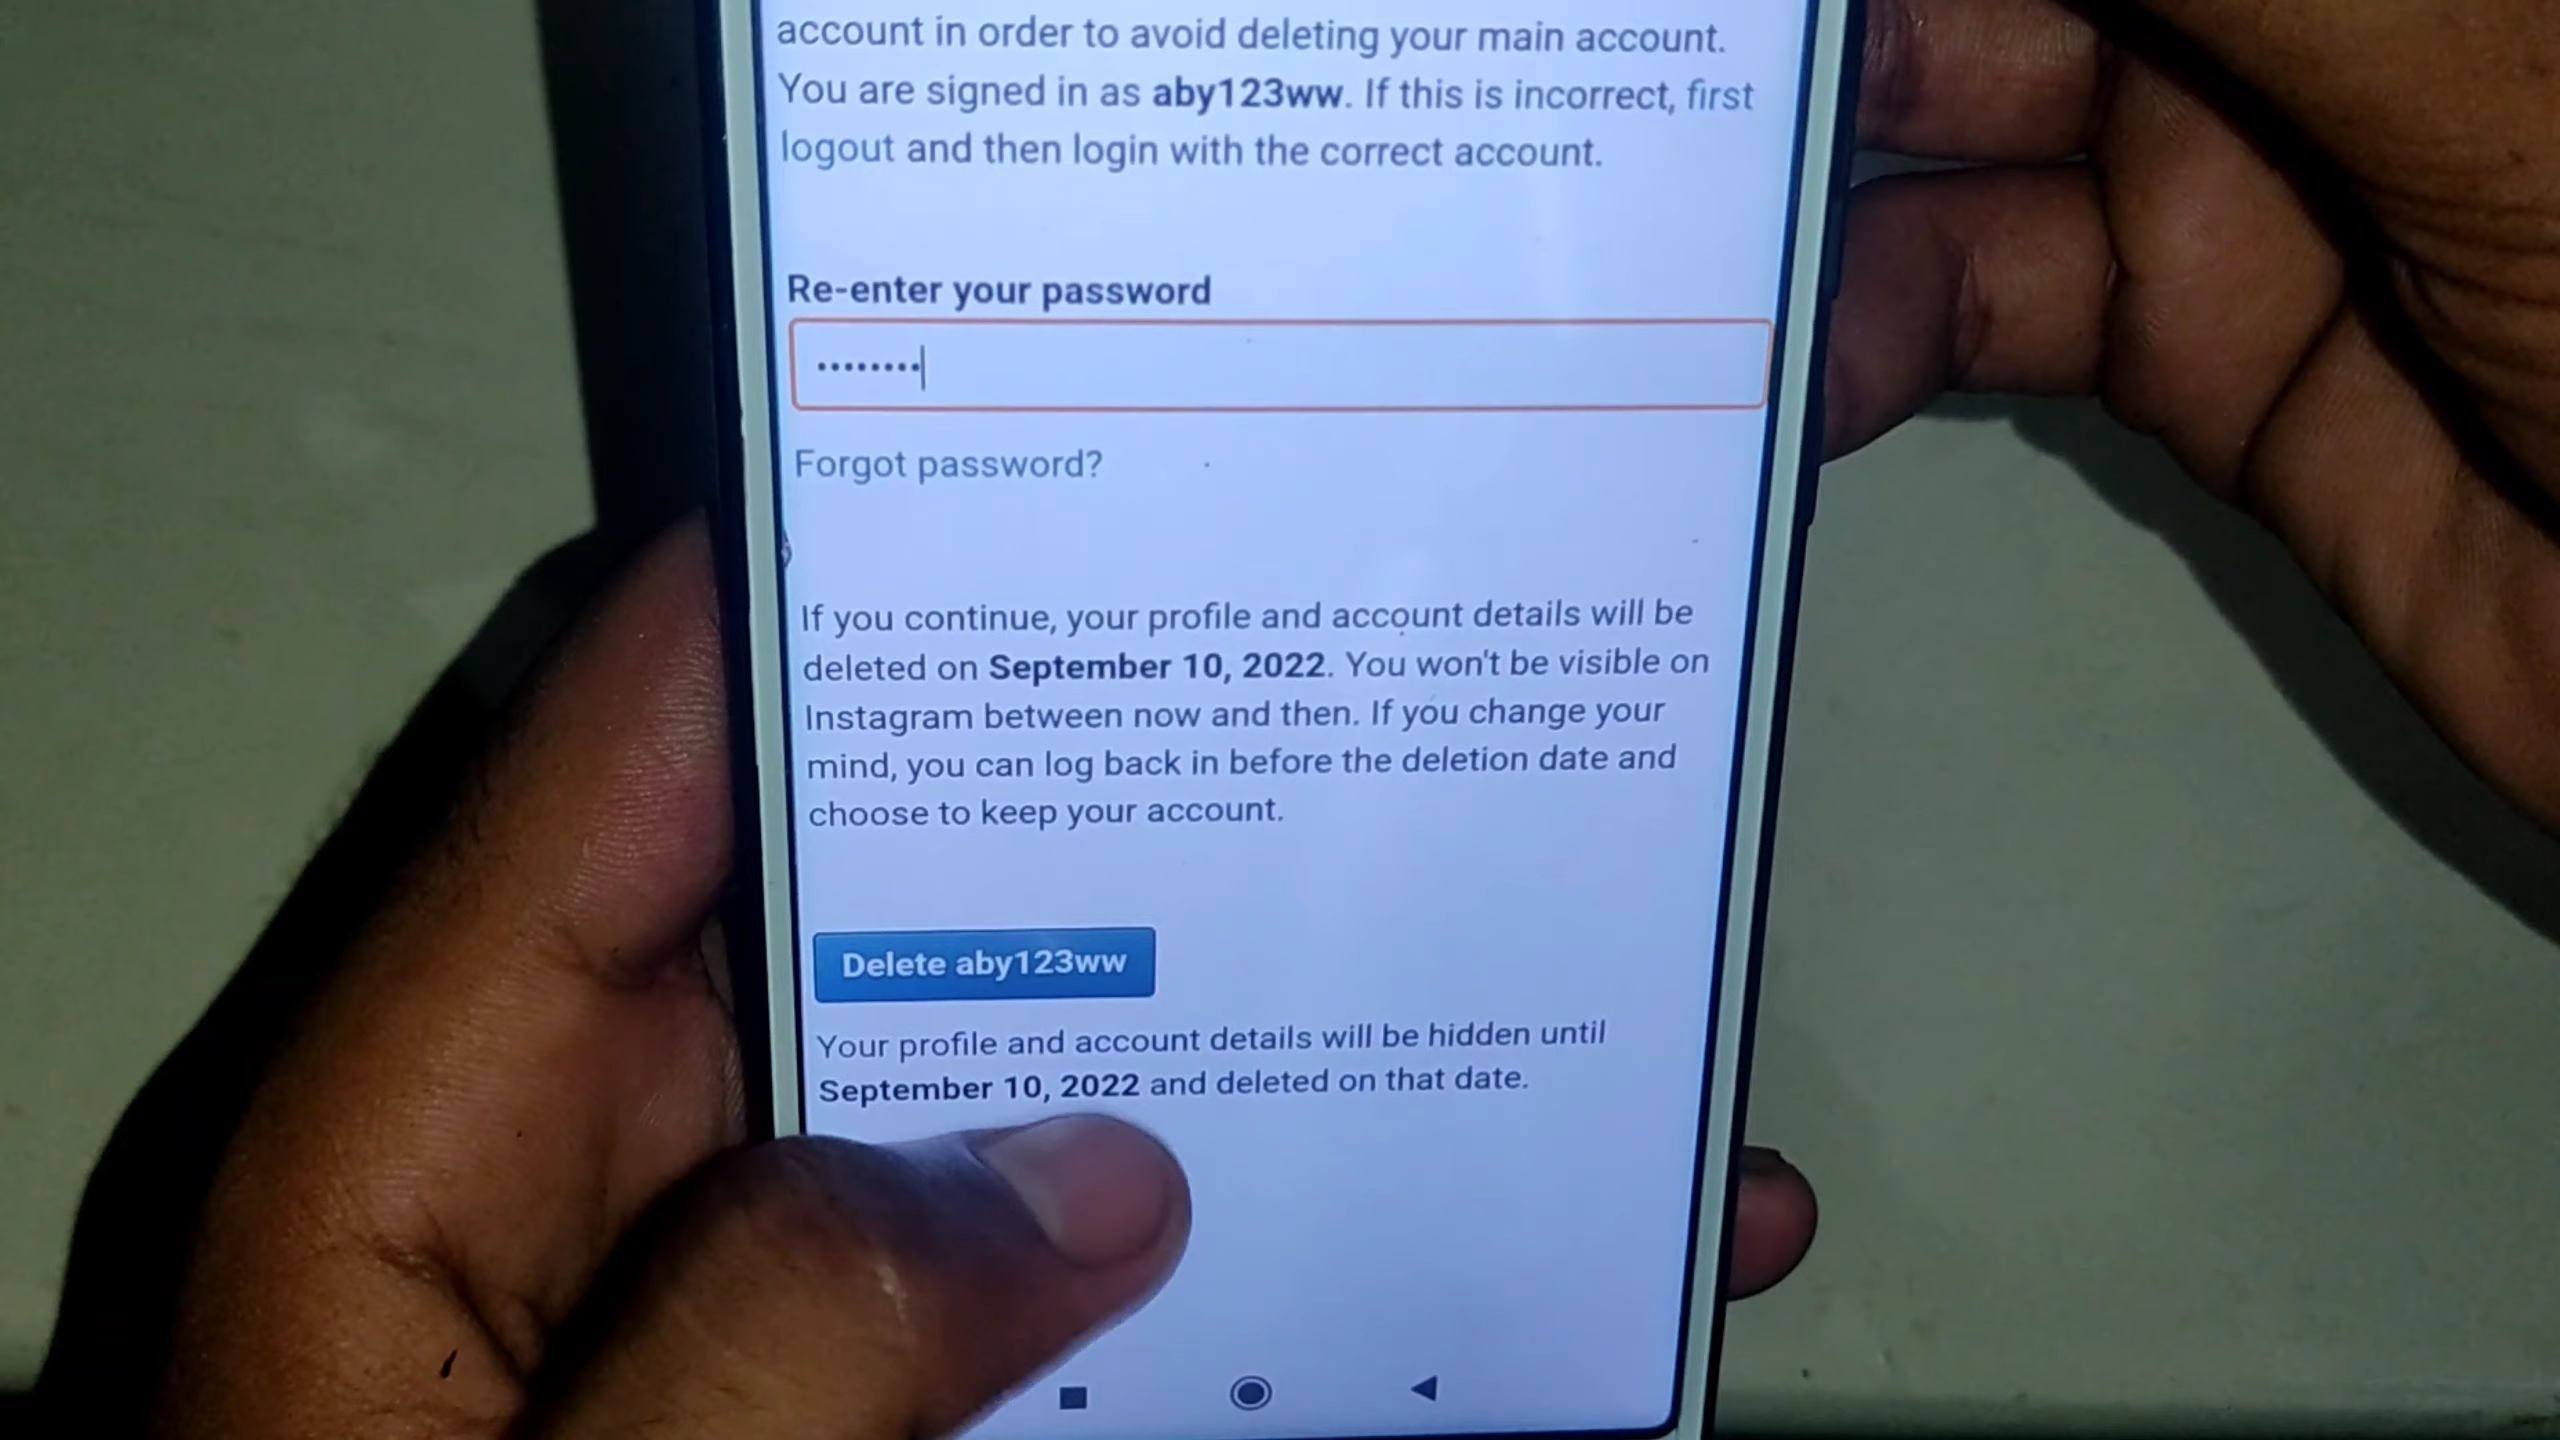 account in order to avoid deleting your main account.
You are signed in as aby123ww. If this is incorrect, first
logout and then login with the correct account.
Re-enter your password
••••••••
Forgot password?
If you continue, your profile and account details will be
deleted on September 10, 2022. You won't be visible on
Instagram between now and then. If you change your
mind, you can log back in before the deletion date and
choose to keep your account.
Delete aby123ww
Your profile and account details will be hidden until
September 10, 2022 and deleted on that date.